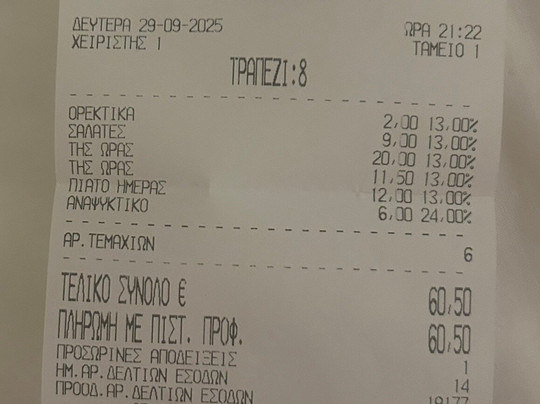 ΔΕΥΤΕΡΑ 29-09-2025 ΩΡΑ 21:22
ΧΕΙΡΙΣΤΗΣ 1 ΤΑΜΕΙΟ 1
ΤΡΑΠΕΖΙ:8
ΟΡΕΚΤΙΚΑ 2,00 13,00%
ΣΑΛΑΤΕΣ 9,00 13,00%
ΤΗΣ ΩΡΑΣ 20,00 13,00%
ΤΗΣ ΩΡΑΣ 11,50 13,00%
ΠΙΑΤΟ ΗΜΕΡΑΣ 12,00 13,00%
ΑΝΑΨΥΚΤΙΚΟ 6,00 24,00%
ΑΡ.ΤΕΜΑΧΙΩΝ 6
ΤΕΛΙΚΟ ΣΥΝΟΛΟ € 60,50
ΠΛΗΡΩΜΗ ΜΕ ΠΙΣΤ. ΠΡΟΦ. 60,50
ΠΡΟΣΩΡΙΝΕΣ ΑΠΟΔΕΙΞΕΙΣ 1
ΗΜ.ΑΡ.ΔΕΛΤΙΩΝ ΕΣΟΔΩΝ 14
ΠΡΟΟΔ.ΑΡ.ΔΕΛΤΙΩΝ ΕΣΟΔΩΝ